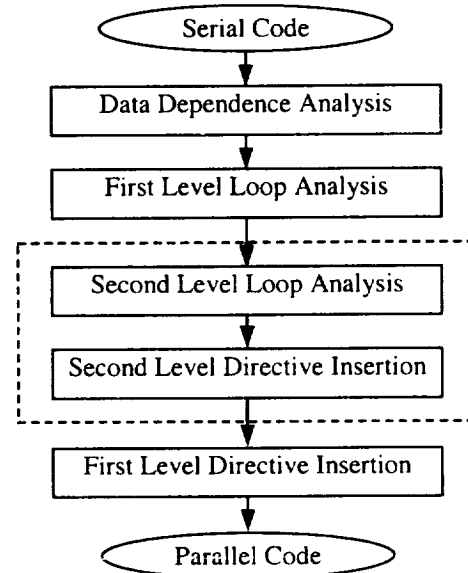 Serial Code
Data Dependence Analysis
First Level Loop Analysis
Second Level Loop Analysis
Second Level Directive Insertion
First Level Directive Insertion
Parallel Code